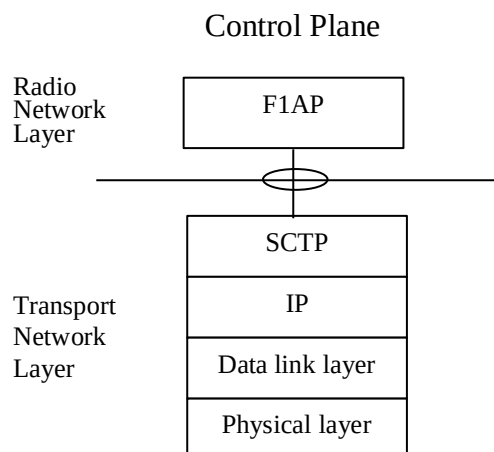 Control Plane
Radio
Network
Layer
F1AP
SCTP
Transport
Network
Layer
IP
Data link layer
Physical layer